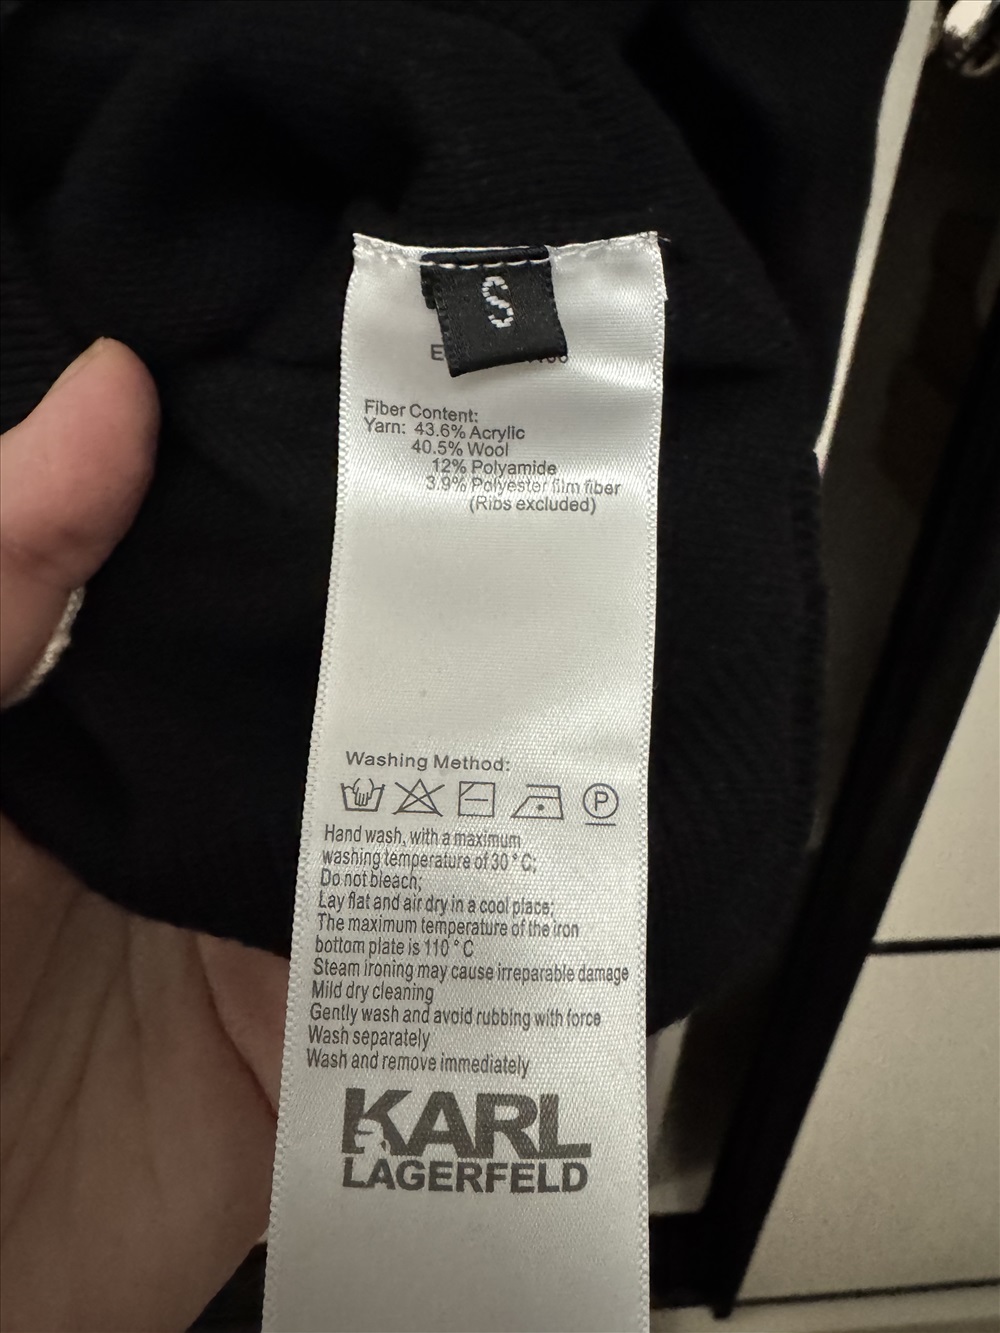 S
Fiber Content:
Yarn: 43.6% Acrylic
40.5% Wool
12% Polyamide
3.9% Polyester film fiber
(Ribs excluded)
Washing Method:
P
Hand wash, with a maximum
washing temperature of 30°C;
Do not bleach;
Lay flat and air dry in a cool place;
The maximum temperature of the iron
bottom plate is 110°C
Steam ironing may cause irreparable damage
Mild dry cleaning
Gently wash and avoid rubbing with force
Wash separately
Wash and remove immediately
KARL
LAGERFELD